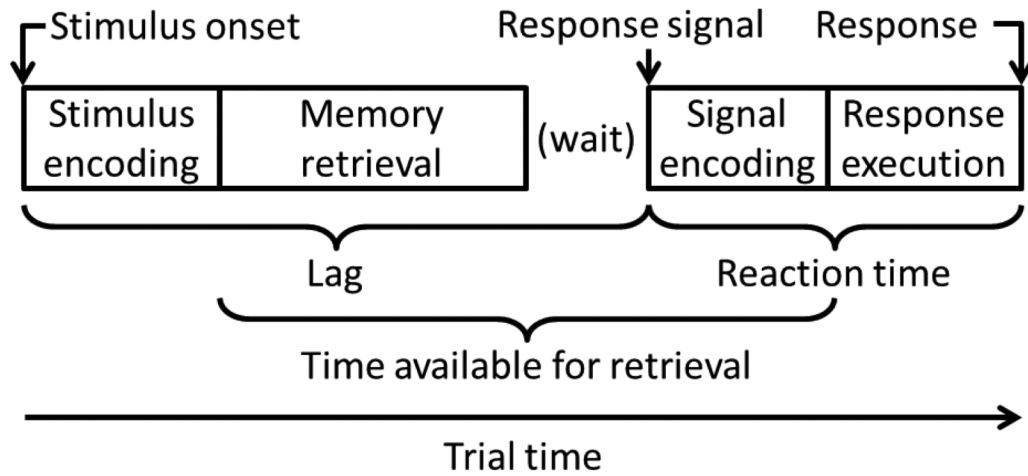 Stimulus onset
Response signal
Response
Stimulus
encoding
Memory
retrieval
(wait)
Signal
encoding
Response
execution
Lag
Reaction time
Time available for retrieval
Trial time